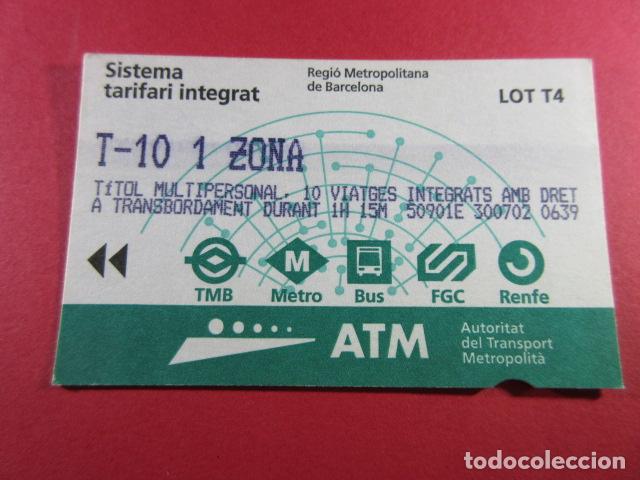 Sistema
tarifari integrat
Regió Metropolitana
de Barcelona
LOT T4
T-10 1 ZONA
TíTOL MULTIPERSONAL. 10 VIATGES INTEGRATS AMB DRET
A TRANSBORDAMENT DURANT 1H 15M 50901E 300702 0639
TMB
M
Metro
Bus
FGC
Renfe
ATM
Autoritat
del Transport
Metropolità
todocoleccion.net